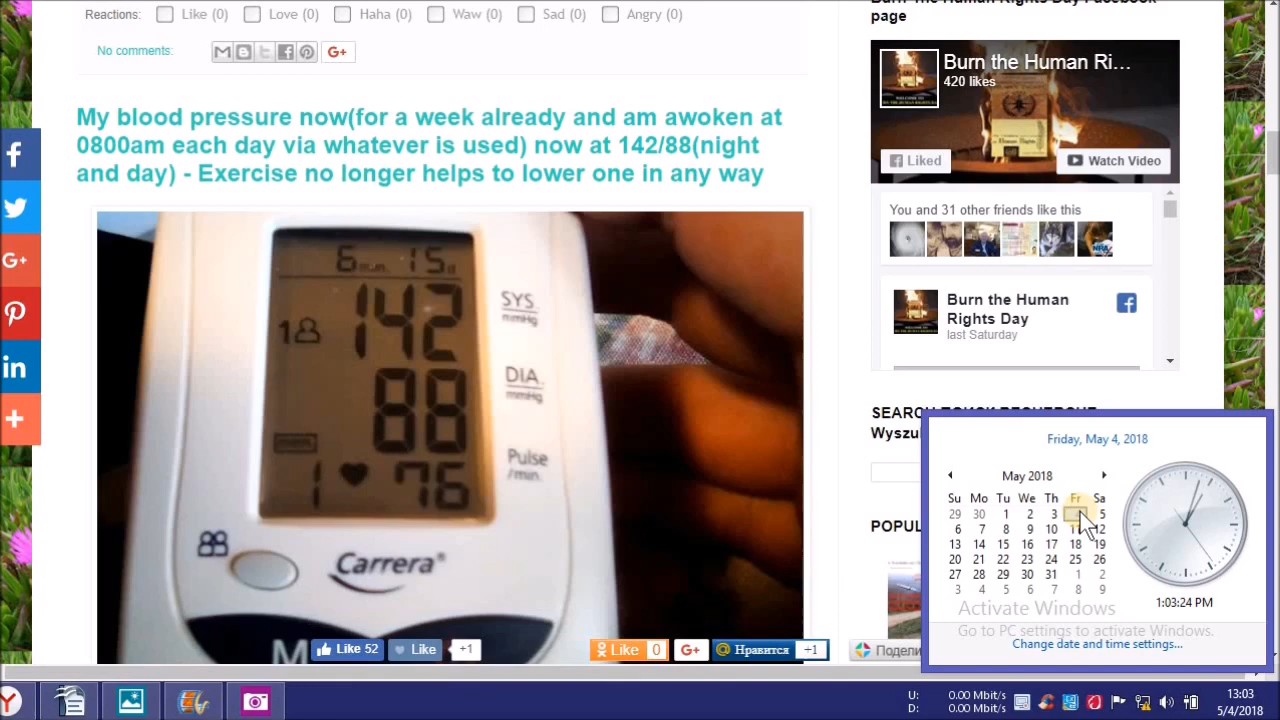 Reactions: Like (0) Love (0) Haha (0) Waw (0) Sad (0) Angry (0)
No comments:
G+
My blood pressure now(for a week already and am awoken at
0800am each day via whatever is used) now at 142/88(night
and day) - Exercise no longer helps to lower one in any way
142
SYS.
mmHg
88
DIA.
mmHg
1 76
Pulse
/min.
Carrera
M
Like 52 Like +1
Like 0 G+ Нравится +1
Burn The Human Rights Day Facebook
page
Burn the Human Ri...
420 likes
Liked Watch Video
You and 31 other friends like this
Burn the Human
Rights Day
last Saturday
Friday, May 4, 2018
May 2018
Su Mo Tu We Th Fr Sa
29 30 1 2 3 4 5
6 7 8 9 10 11 12
13 14 15 16 17 18 19
20 21 22 23 24 25 26
27 28 29 30 31 1 2
3 4 5 6 7 8 9
1:03:24 PM
Activate Windows
Go to PC settings to activate Windows.
Change date and time settings...
U: 0.00 Mbit/s
D: 0.00 Mbit/s
13:03
5/4/2018